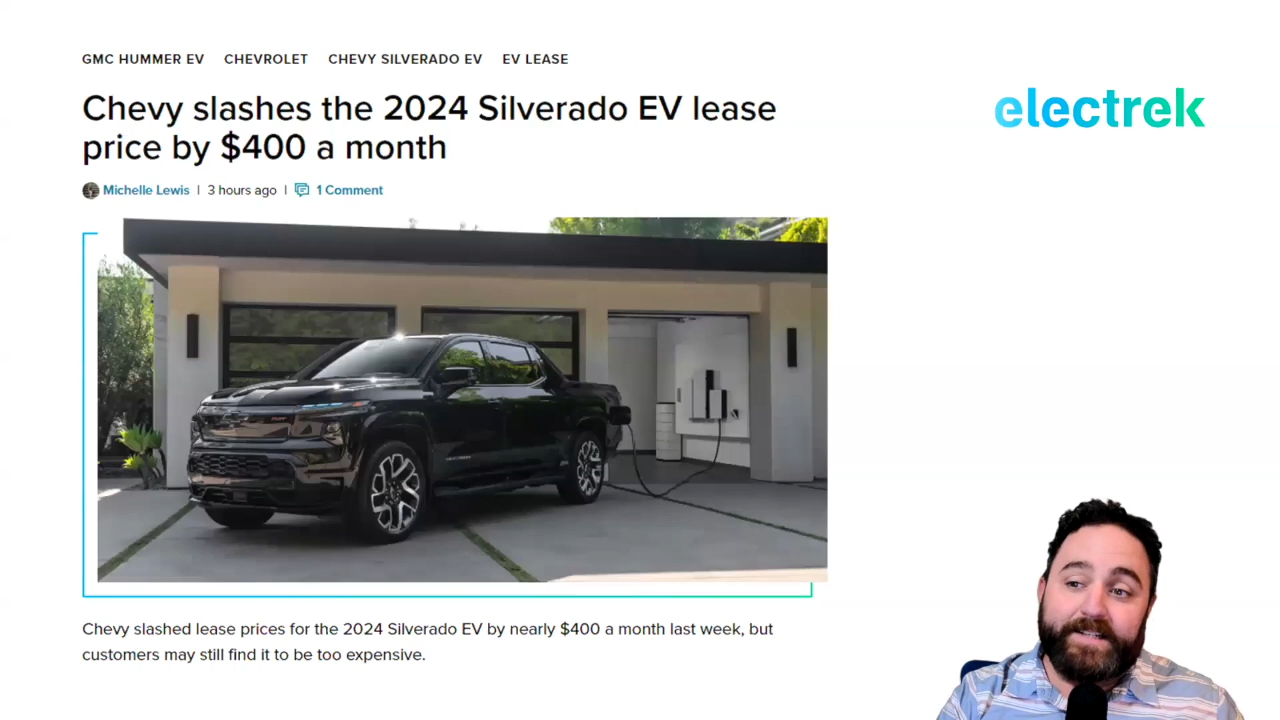 GMC HUMMER EV CHEVROLET CHEVY SILVERADO EV EV LEASE
electrek
Chevy slashes the 2024 Silverado EV lease
price by $400 a month
Michelle Lewis | 3 hours ago | 1 Comment
Chevy slashed lease prices for the 2024 Silverado EV by nearly $400 a month last week, but
customers may still find it to be too expensive.